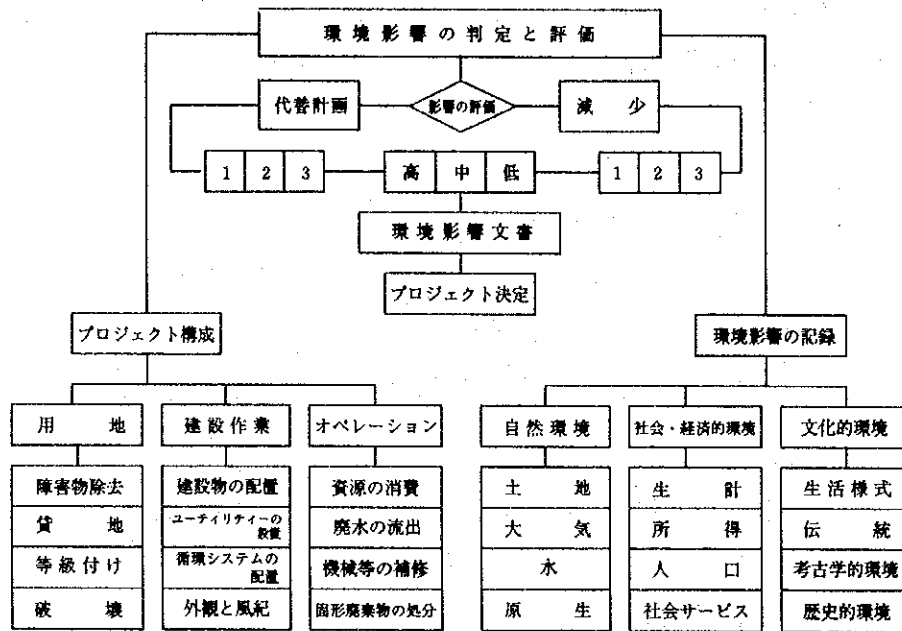 環境影響の判定と評価
代替計画
影響の評価
減少
1 2 3
高 中 低
1 2 3
環境影響文書
プロジェクト決定
プロジェクト構成
環境影響の記録
用地
建設作業
オペレーション
自然環境
社会・経済的環境
文化的環境
障害物除去
建設物の配置
資源の消費
土地
生計
生活様式
貸地
ユーティリティーの
設置
廃水の流出
大気
所得
伝統
等級付け
循環システムの
配置
機械等の補修
水
人口
考古学的環境
破壊
外観と風紀
固形廃棄物の処分
原生
社会サービス
歴史的環境